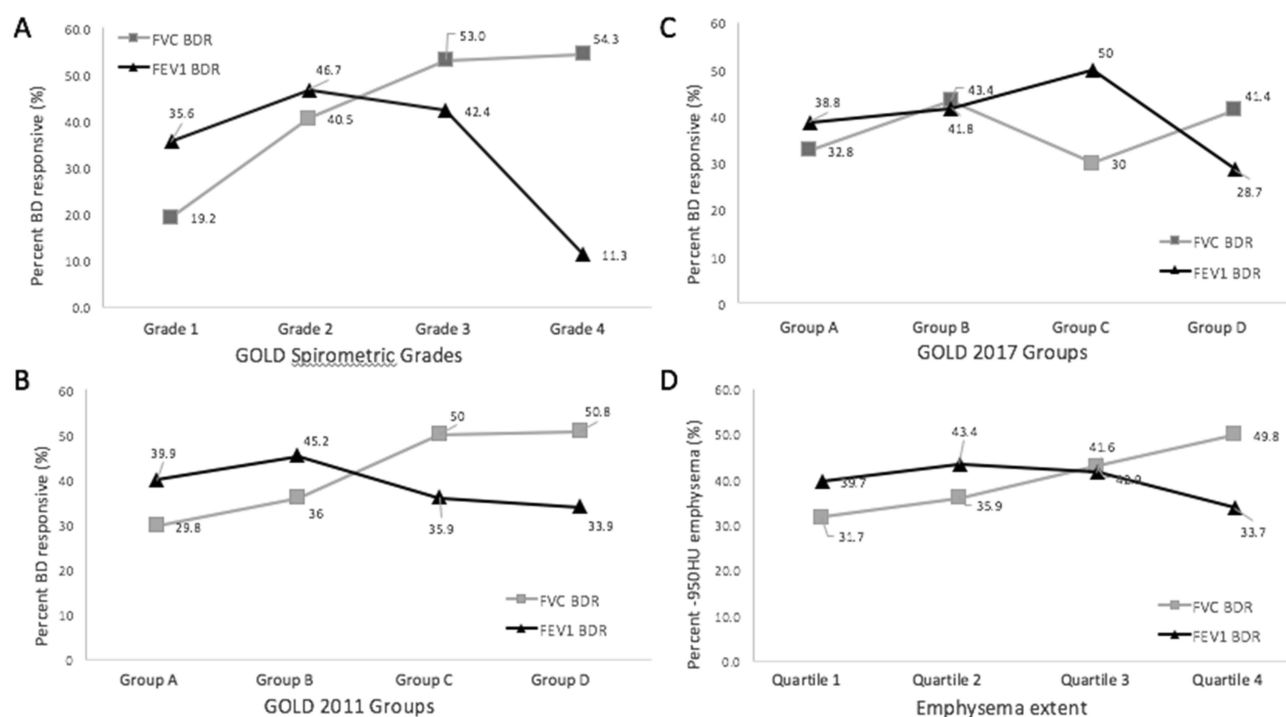 A
60.0
50.0
40.0
30.0
20.0
10.0
0.0
Percent BD responsive (%)
FVC BDR
FEV1 BDR
35.6
46.7
53.0
54.3
42.4
40.5
19.2
11.3
Grade 1 Grade 2 Grade 3 Grade 4
GOLD Spirometric Grades
B
60
50
40
30
20
10
0
Percent BD responsive (%)
39.9
45.2
50
50.8
29.8
36
35.9
33.9
FVC BDR
FEV1 BDR
Group A Group B Group C Group D
GOLD 2011 Groups
C
60
50
40
30
20
10
0
Percent BD responsive (%)
38.8
43.4
50
41.4
32.8
41.8
30
28.7
FVC BDR
FEV1 BDR
Group A Group B Group C Group D
GOLD 2017 Groups
D
60.0
50.0
40.0
30.0
20.0
10.0
0.0
Percent -950HU emphysema (%)
39.7
43.4
41.6
49.8
31.7
35.9
33.7
FVC BDR
FEV1 BDR
Quartile 1 Quartile 2 Quartile 3 Quartile 4
Emphysema extent